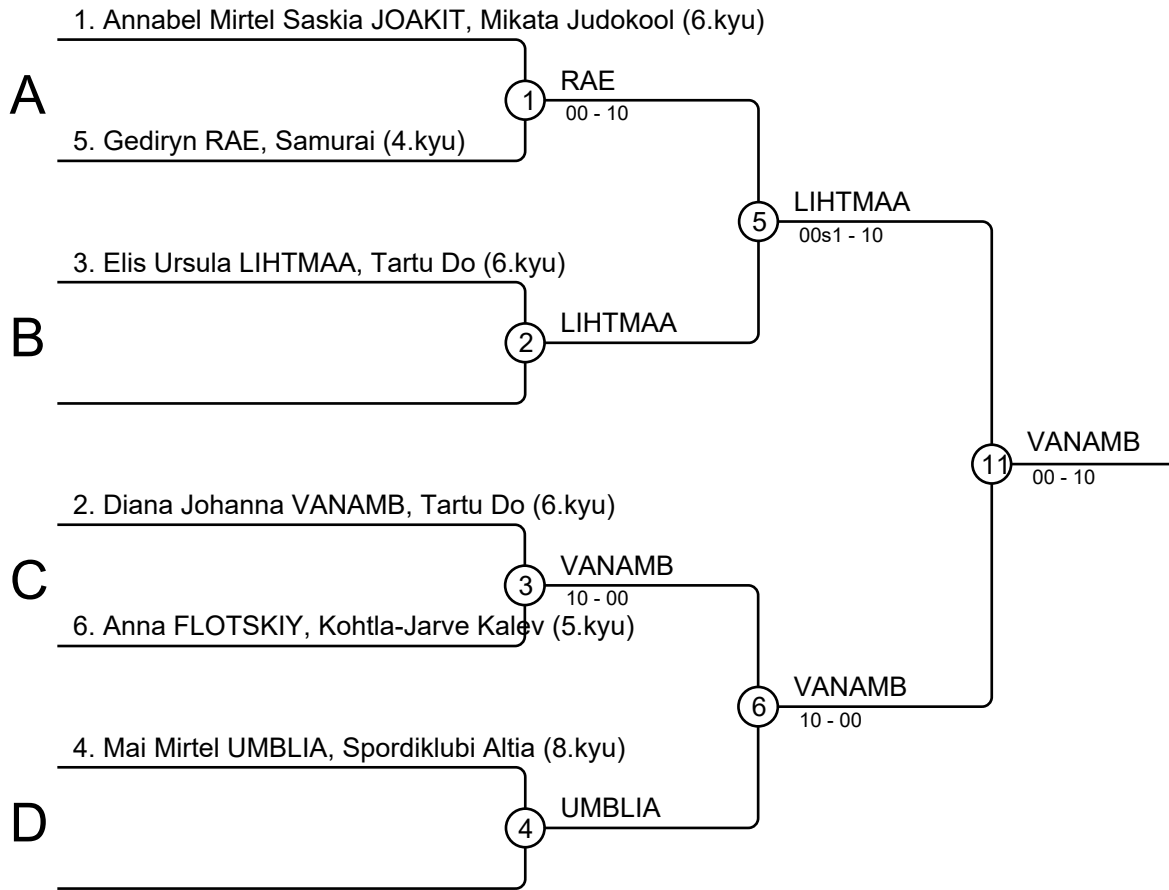 1. Annabel Mirtel Saskia JOAKIT, Mikata Judokool (6.kyu)
A
1
RAE
00 - 10
5. Gediryn RAE, Samurai (4.kyu)
5
LIHTMAA
00s1 - 10
3. Elis Ursula LIHTMAA, Tartu Do (6.kyu)
B
2
LIHTMAA
11
VANAMB
00 - 10
2. Diana Johanna VANAMB, Tartu Do (6.kyu)
C
3
VANAMB
10 - 00
6. Anna FLOTSKIY, Kohtla-Jarve Kalev (5.kyu)
6
VANAMB
10 - 00
4. Mai Mirtel UMBLIA, Spordiklubi Altia (8.kyu)
D
4
UMBLIA